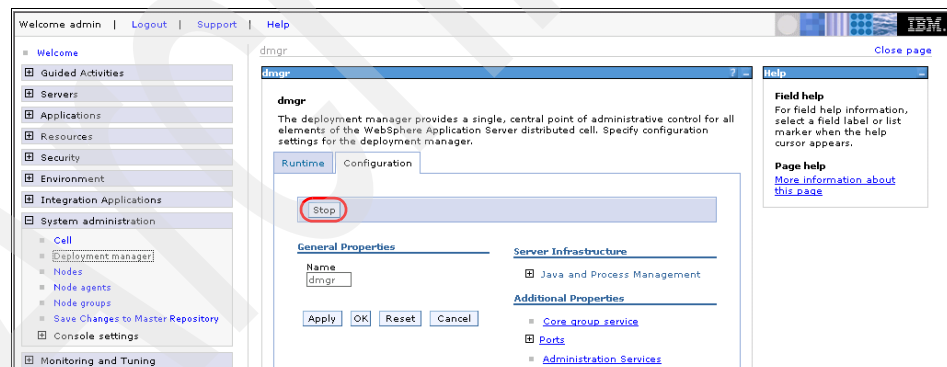 Welcome admin | Logout | Support | Help
IBM.
Welcome
Guided Activities
Servers
Applications
Resources
Security
Environment
Integration Applications
System administration
Cell
Deployment manager
Nodes
Node agents
Node groups
Save Changes to Master Repository
Console settings
Monitoring and Tuning
dmgr
Close page
dmgr ? –
dmgr
The deployment manager provides a single, central point of administrative control for all
elements of the WebSphere Application Server distributed cell. Specify configuration
settings for the deployment manager.
Runtime Configuration
Stop
General Properties
Name
dmgr
Apply OK Reset Cancel
Server Infrastructure
Java and Process Management
Additional Properties
Core group service
Ports
Administration Services
Help –
Field help
For field help information,
select a field label or list
marker when the help
cursor appears.
Page help
More information about
this page